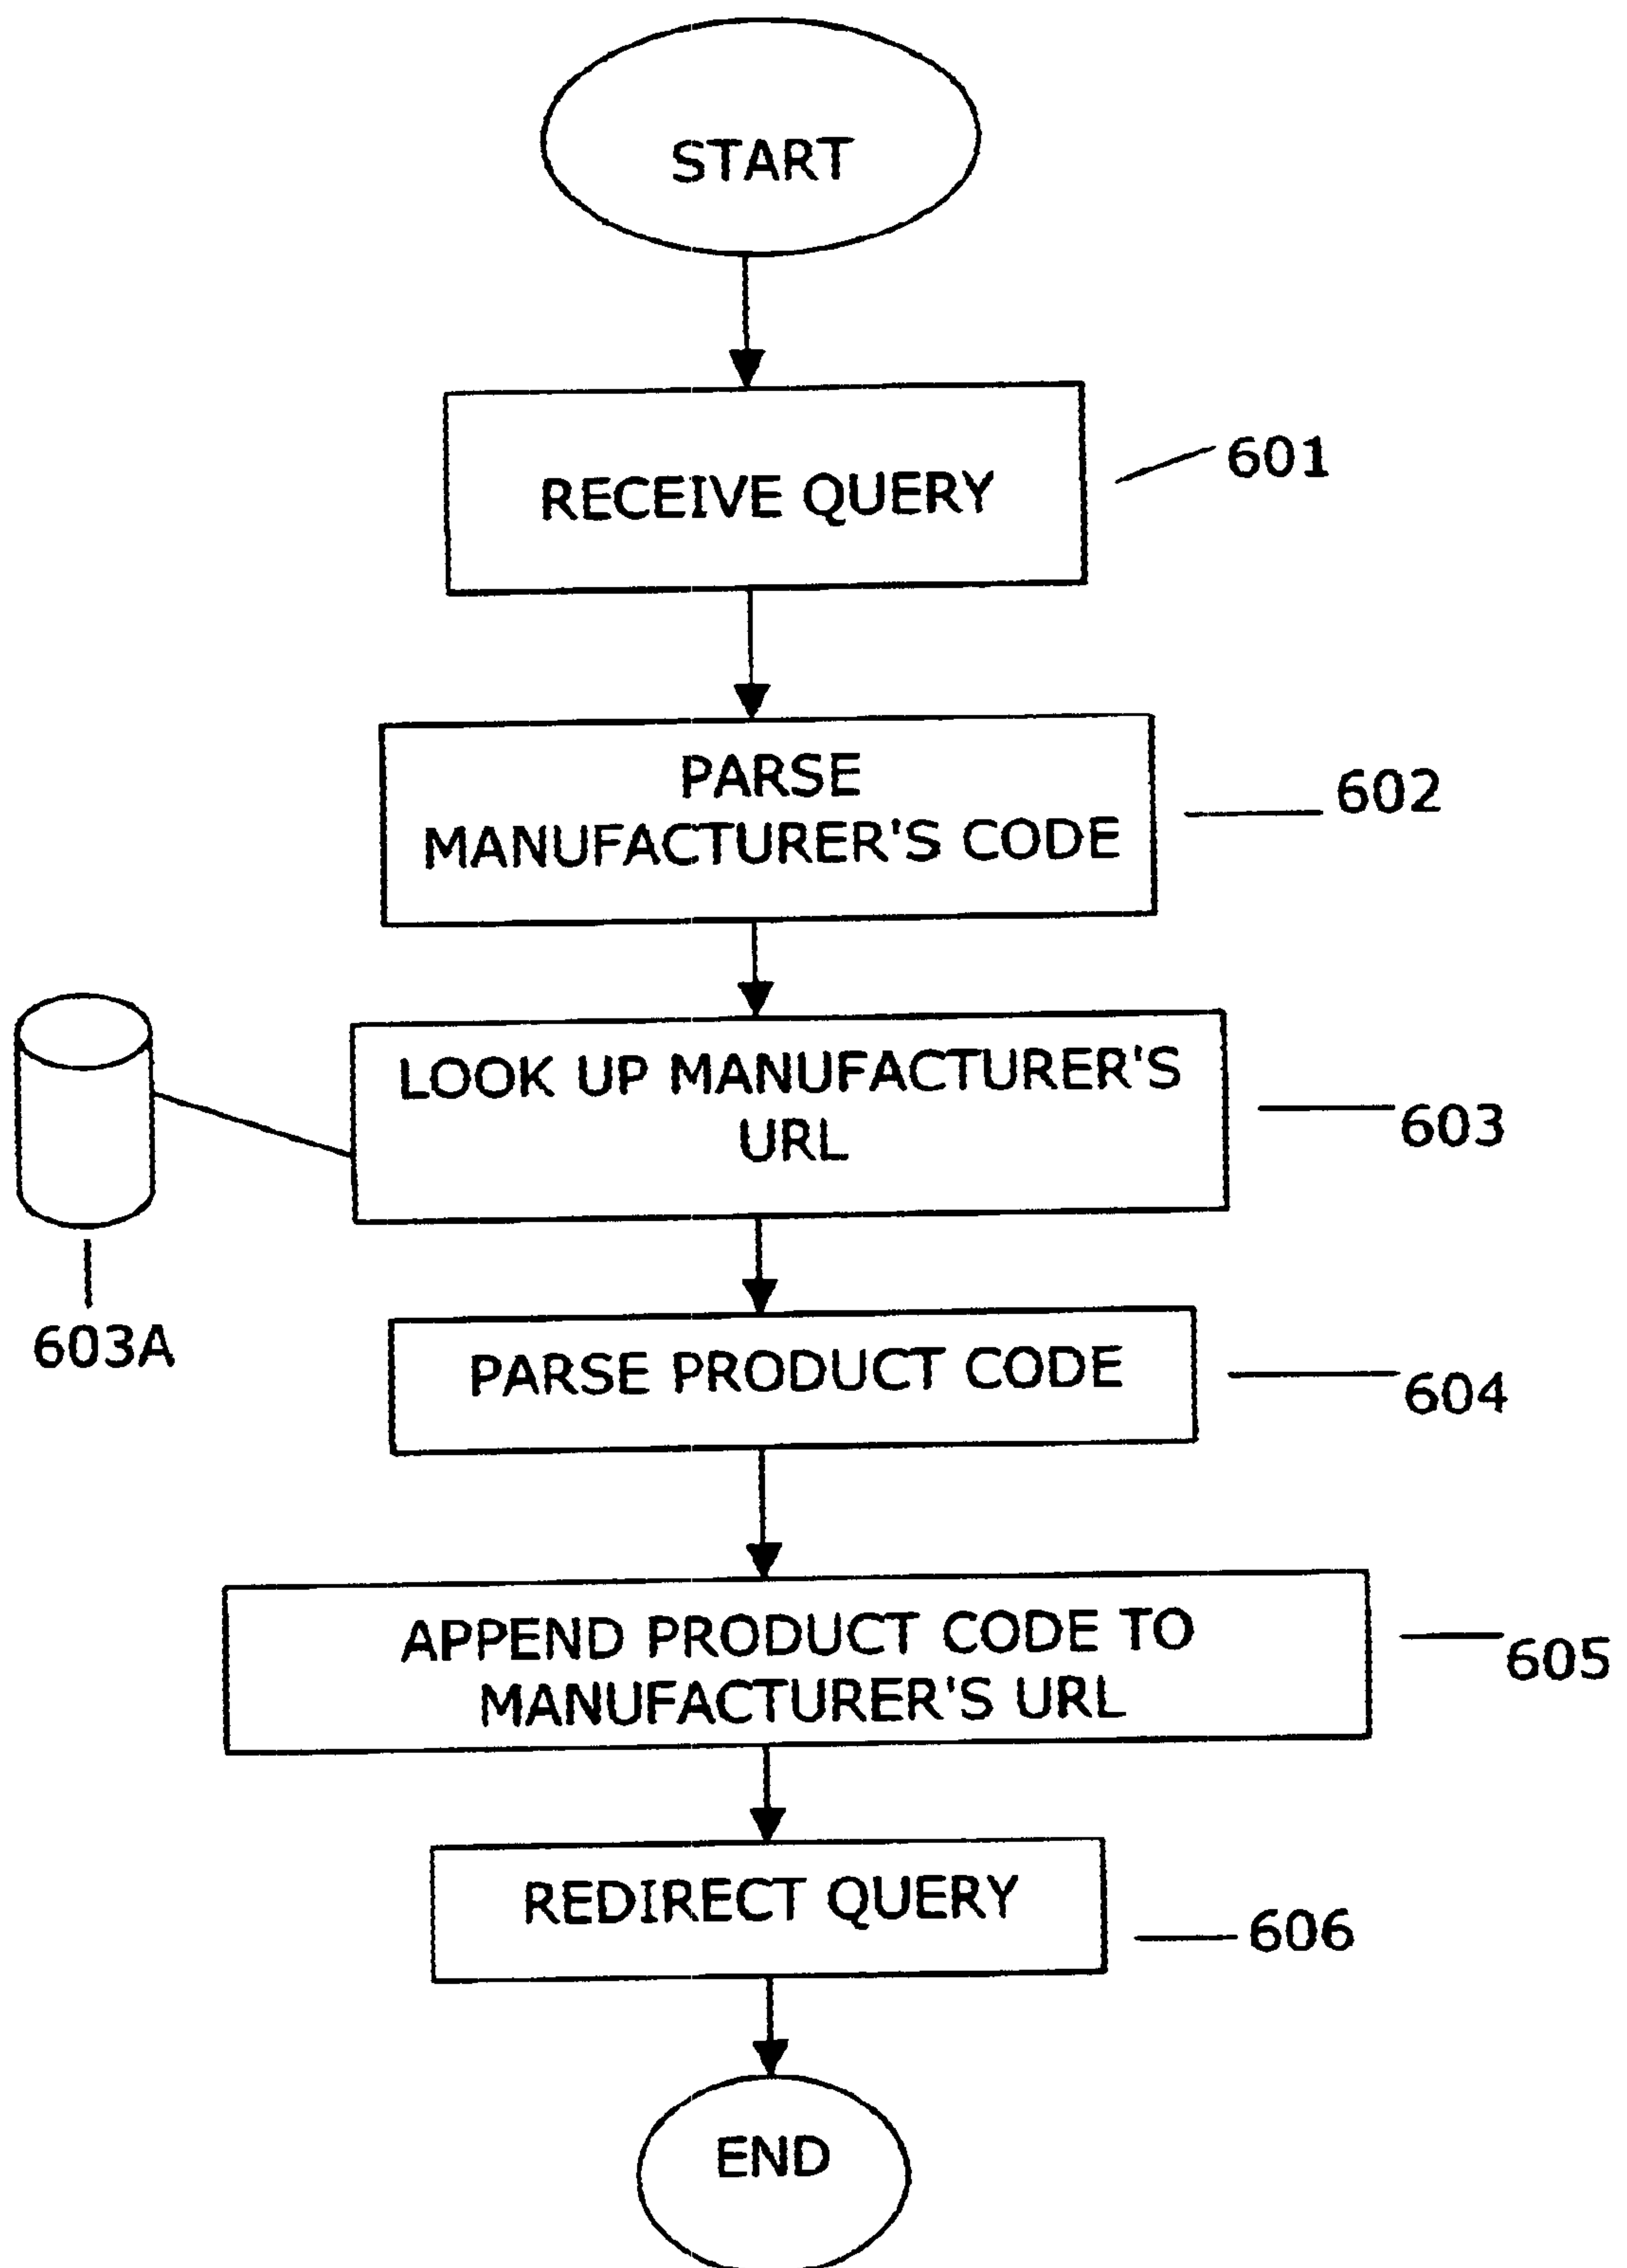 START
RECEIVE QUERY
601
PARSE
MANUFACTURER'S CODE
602
LOOK UP MANUFACTURER'S
URL
603
603A
PARSE PRODUCT CODE
604
APPEND PRODUCT CODE TO
MANUFACTURER'S URL
605
REDIRECT QUERY
606
END